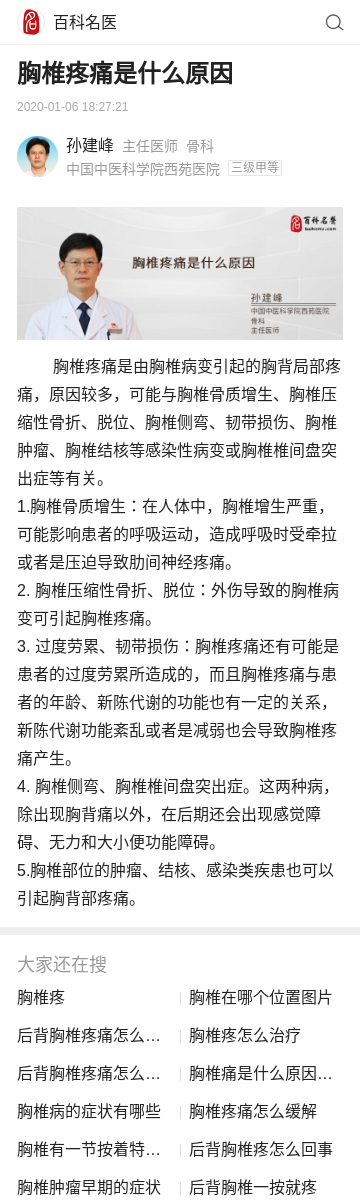 百科名医
胸椎疼痛是什么原因
2020-01-06 18:27:21
孙建峰 主任医师 骨科
中国中医科学院西苑医院 三级甲等
百科名醫
baikemy.com
胸椎疼痛是什么原因
孙建峰
中国中医科学院西苑医院
骨科
主任医师
胸椎疼痛是由胸椎病变引起的胸背局部疼
痛，原因较多，可能与胸椎骨质增生、胸椎压
缩性骨折、脱位、胸椎侧弯、韧带损伤、胸椎
肿瘤、胸椎结核等感染性病变或胸椎椎间盘突
出症等有关。
1.胸椎骨质增生：在人体中，胸椎增生严重，
可能影响患者的呼吸运动，造成呼吸时受牵拉
或者是压迫导致肋间神经疼痛。
2. 胸椎压缩性骨折、脱位：外伤导致的胸椎病
变可引起胸椎疼痛。
3. 过度劳累、韧带损伤：胸椎疼痛还有可能是
患者的过度劳累所造成的，而且胸椎疼痛与患
者的年龄、新陈代谢的功能也有一定的关系，
新陈代谢功能紊乱或者是减弱也会导致胸椎疼
痛产生。
4. 胸椎侧弯、胸椎椎间盘突出症。这两种病，
除出现胸背痛以外，在后期还会出现感觉障
碍、无力和大小便功能障碍。
5.胸椎部位的肿瘤、结核、感染类疾患也可以
引起胸背部疼痛。
大家还在搜
胸椎疼 胸椎在哪个位置图片
后背胸椎疼痛怎么... 胸椎疼怎么治疗
后背胸椎疼痛怎么... 胸椎痛是什么原因...
胸椎病的症状有哪些 胸椎疼痛怎么缓解
胸椎有一节按着特... 后背胸椎疼怎么回事
胸椎肿瘤早期的症状 后背胸椎一按就疼